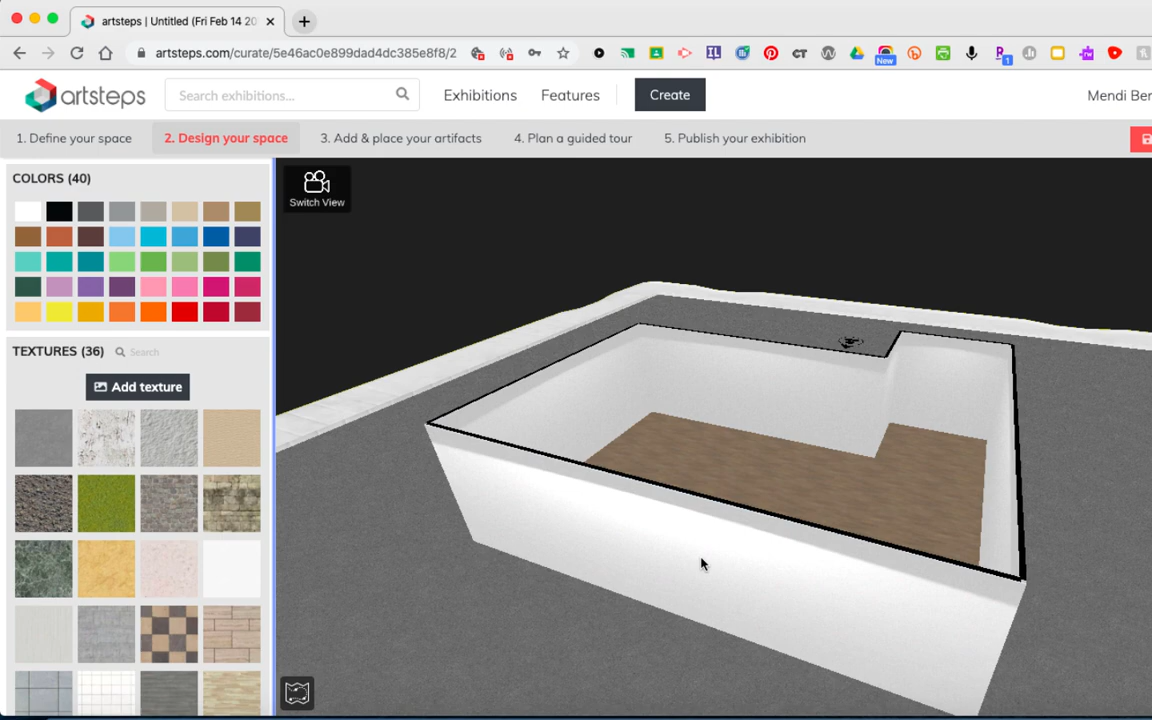 artsteps | Untitled (Fri Feb 14 20
artsteps.com/curate/5e46ac0e899dad4dc385e8f8/2
New
1
artsteps
Search exhibitions...
Exhibitions
Features
Create
Mendi Ber
1. Define your space
2. Design your space
3. Add & place your artifacts
4. Plan a guided tour
5. Publish your exhibition
COLORS (40)
Switch View
TEXTURES (36)
Search
Add texture